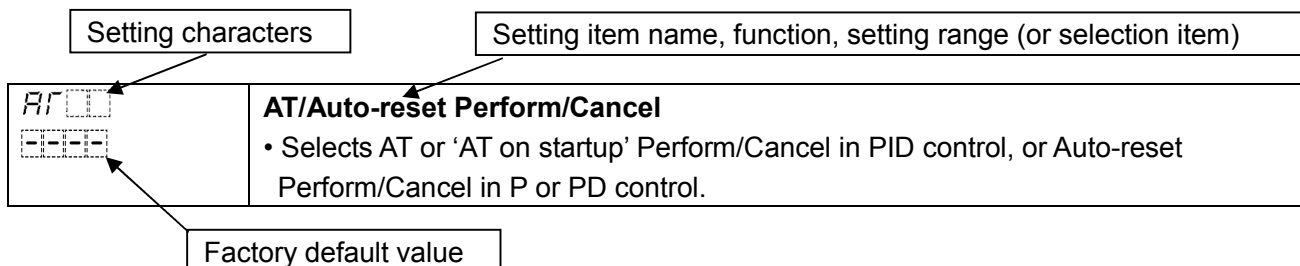 Setting characters
Setting item name, function, setting range (or selection item)
AT
AT/Auto-reset Perform/Cancel
----
• Selects AT or ‘AT on startup’ Perform/Cancel in PID control, or Auto-reset
Perform/Cancel in P or PD control.
Factory default value